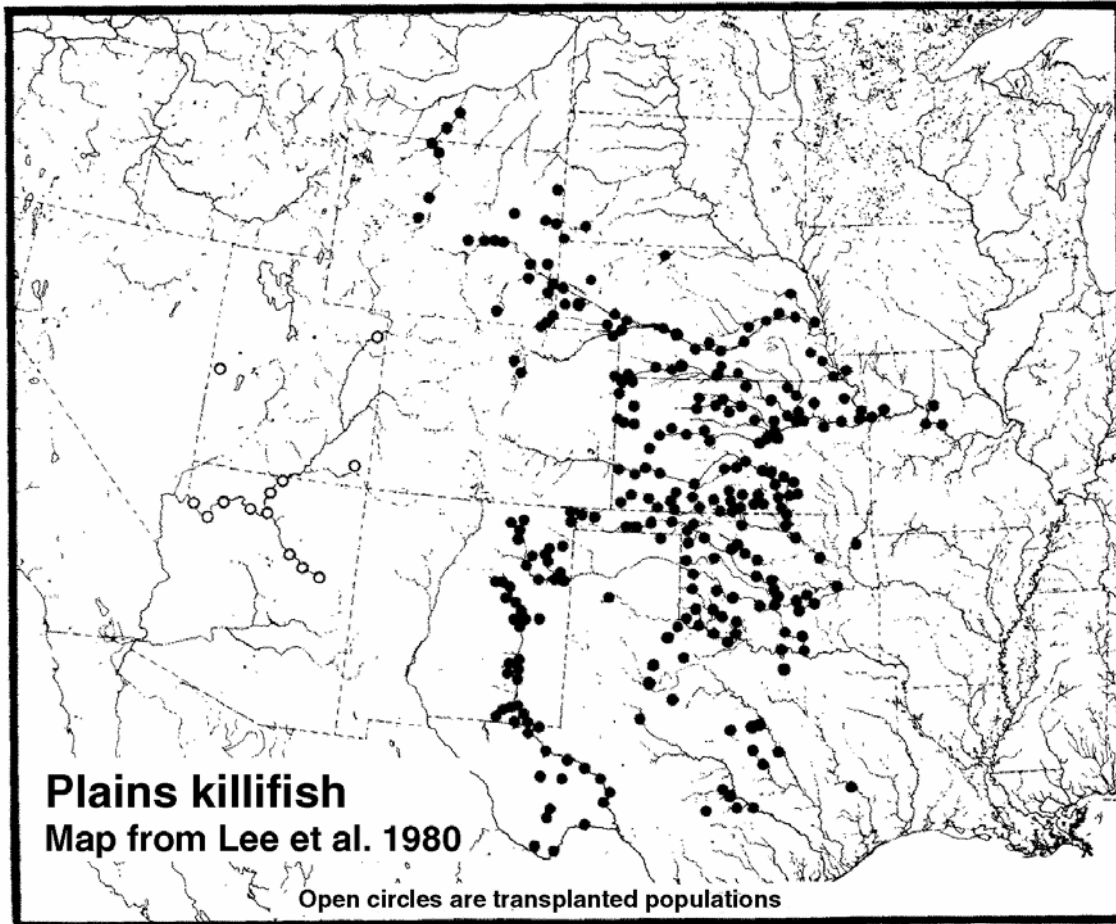 Plains killifish
Map from Lee et al. 1980
Open circles are transplanted populations